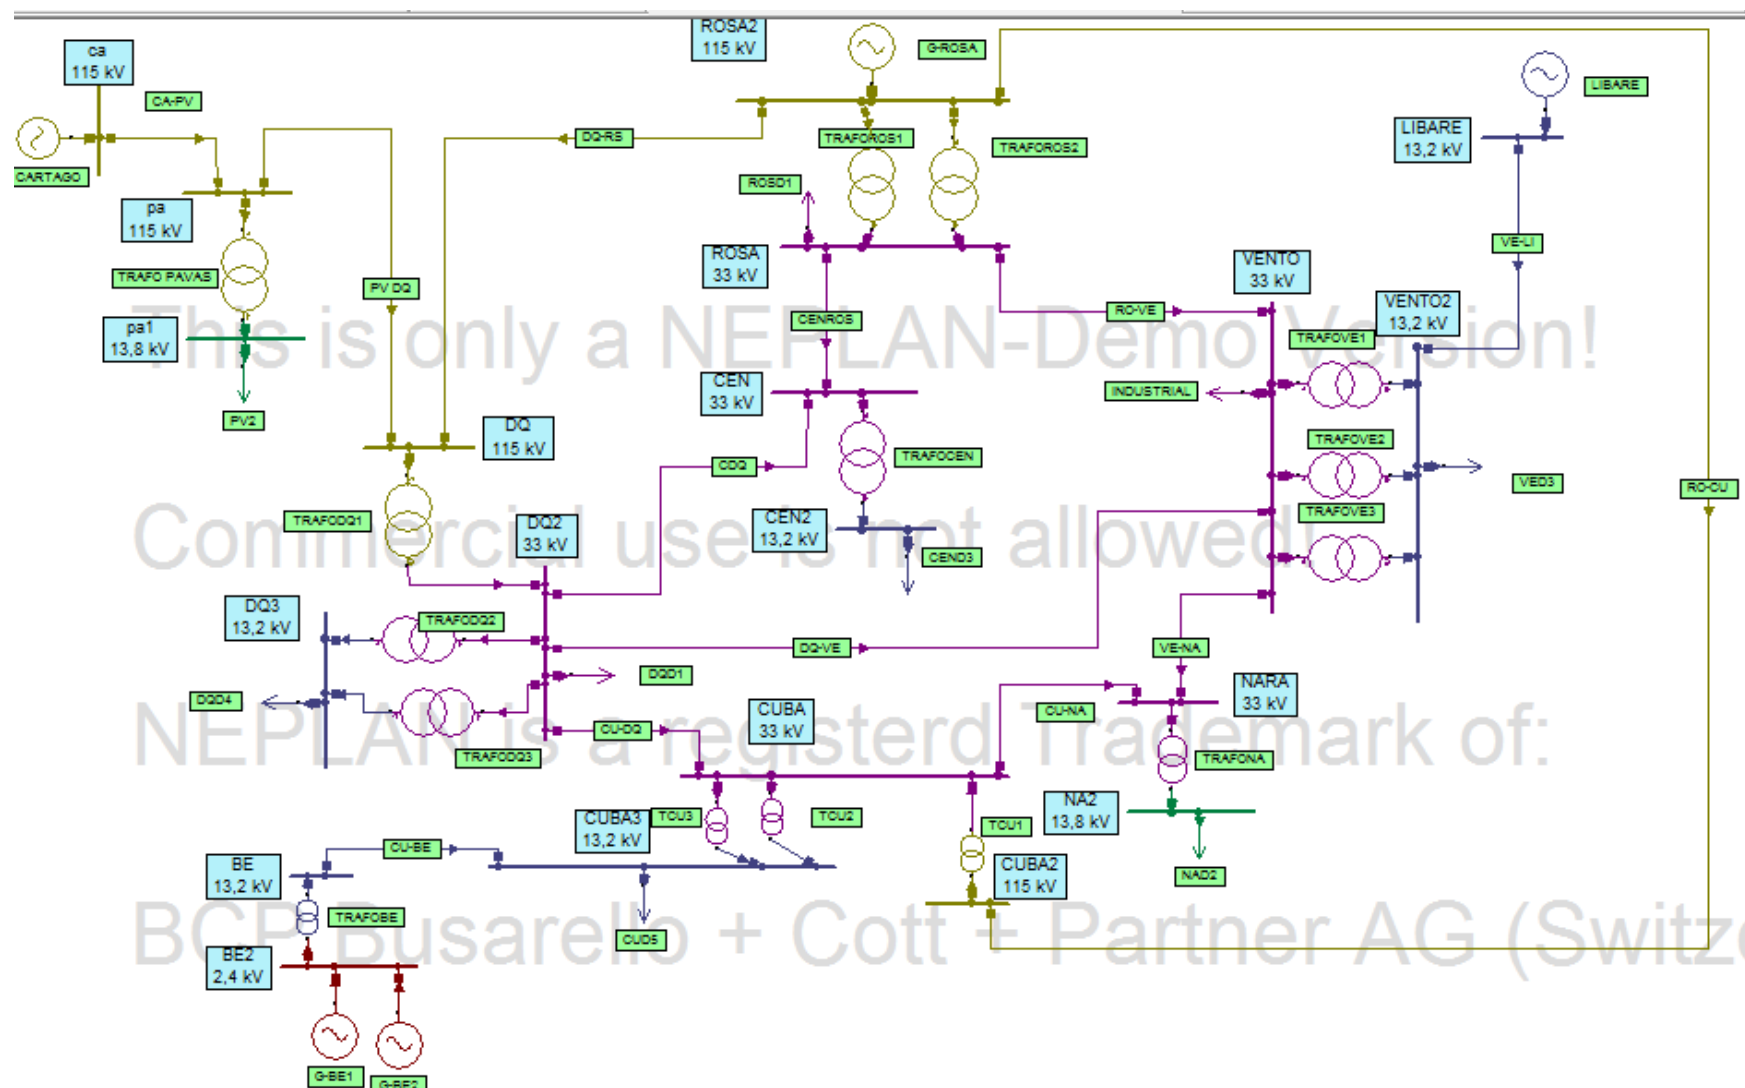 ROSA2
115 kV
G-ROSA
ca
115 kV
CA-PV
LIBARE
CARTAGO
DQ-RS
TRAFOROS1
TRAFOROS2
LIBARE
13,2 kV
ROSD1
pa
115 kV
TRAFO PAVAS
PV DQ
ROSA
33 kV
VENTO
33 kV
VE-LI
pa1
13,8 kV
CENROS
RO-VE
VENTO2
13,2 kV
TRAFOVE1
This is only a NEPLAN-Demo Version!
CEN
33 kV
INDUSTRIAL
PV2
DQ
115 kV
CDQ
TRAFOCEN
TRAFOVE2
VED3
RO-CU
TRAFODQ1
DQ2
33 kV
CEN2
13,2 kV
TRAFOVE3
Commercial use is not allowed!
CEND3
DQ3
13,2 kV
TRAFODQ2
DQ-VE
VE-NA
DQD4
DQD1
CUBA
33 kV
CU-NA
NARA
33 kV
NEPLAN is a registerd Trademark of:
TRAFODQ3
CU-DQ
TRAFONA
CUBA3
13,2 kV
TCU3
TCU2
TCU1
NA2
13,8 kV
BE
13,2 kV
CU-BE
CUBA2
115 kV
NAD2
TRAFOBE
CUD5
BCP Busarello + Cott + Partner AG (Switz
BE2
2,4 kV
G-BE1
G-BE2